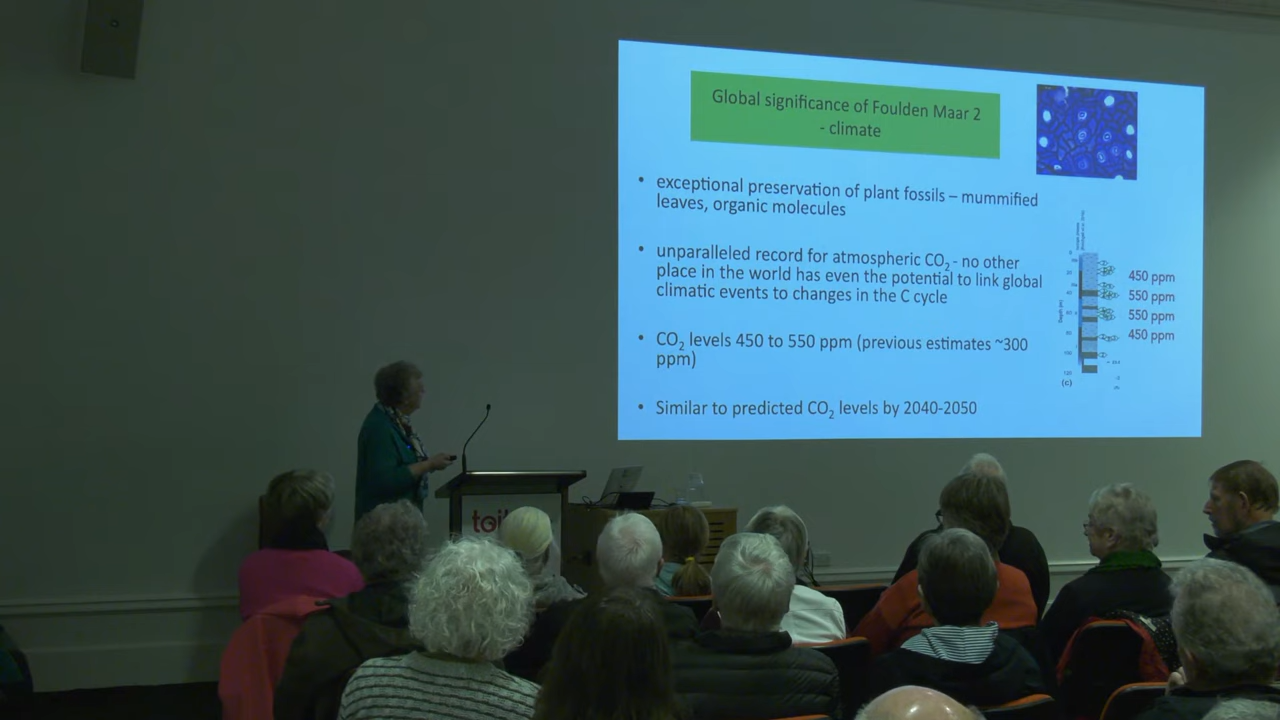 Global significance of Foulden Maar 2
- climate
• exceptional preservation of plant fossils – mummified
leaves, organic molecules
• unparalleled record for atmospheric CO₂ - no other
place in the world has even the potential to link global
climatic events to changes in the C cycle
• CO₂ levels 450 to 550 ppm (previous estimates ~300
ppm)
• Similar to predicted CO₂ levels by 2040-2050
450 ppm
550 ppm
550 ppm
450 ppm
(c)
toi